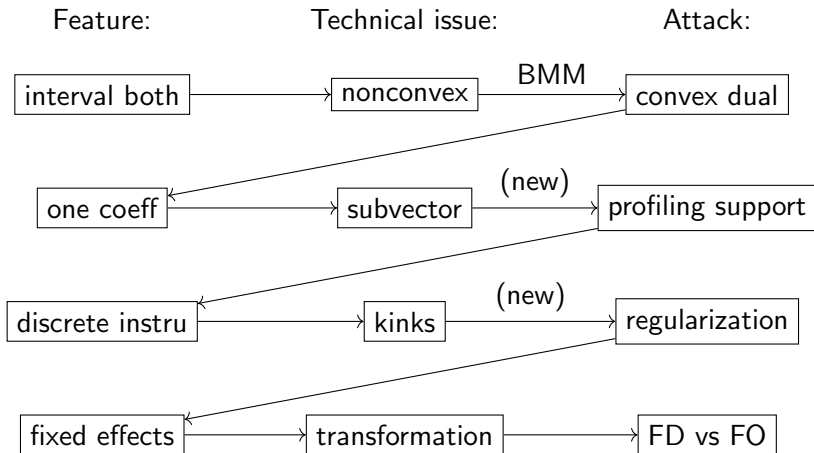 Feature: Technical issue: Attack:
interval both nonconvex BMM convex dual
one coeff subvector (new) profiling support
discrete instru kinks (new) regularization
fixed effects transformation FD vs FO